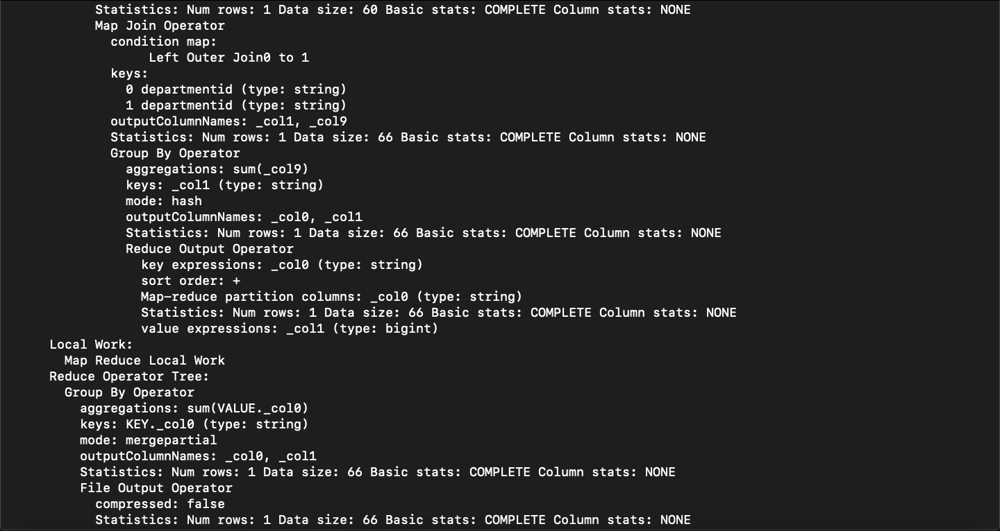 Statistics: Num rows: 1 Data size: 60 Basic stats: COMPLETE Column stats: NONE
Map Join Operator
condition map:
Left Outer Join0 to 1
keys:
0 departmentid (type: string)
1 departmentid (type: string)
outputColumnNames: _col1, _col9
Statistics: Num rows: 1 Data size: 66 Basic stats: COMPLETE Column stats: NONE
Group By Operator
aggregations: sum(_col9)
keys: _col1 (type: string)
mode: hash
outputColumnNames: _col0, _col1
Statistics: Num rows: 1 Data size: 66 Basic stats: COMPLETE Column stats: NONE
Reduce Output Operator
key expressions: _col0 (type: string)
sort order: +
Map-reduce partition columns: _col0 (type: string)
Statistics: Num rows: 1 Data size: 66 Basic stats: COMPLETE Column stats: NONE
value expressions: _col1 (type: bigint)
Local Work:
Map Reduce Local Work
Reduce Operator Tree:
Group By Operator
aggregations: sum(VALUE._col0)
keys: KEY._col0 (type: string)
mode: mergepartial
outputColumnNames: _col0, _col1
Statistics: Num rows: 1 Data size: 66 Basic stats: COMPLETE Column stats: NONE
File Output Operator
compressed: false
Statistics: Num rows: 1 Data size: 66 Basic stats: COMPLETE Column stats: NONE